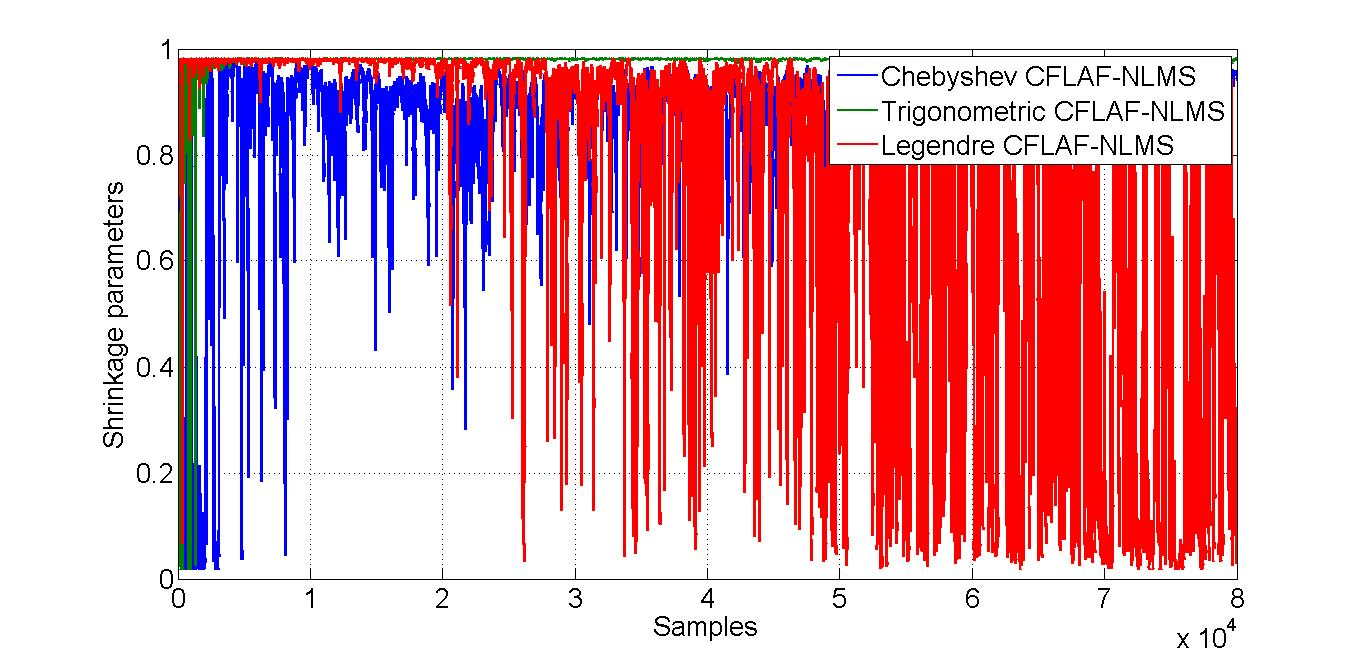 1
0.8
0.6
0.4
0.2
0
Shrinkage parameters
Chebyshev CFLAF-NLMS
Trigonometric CFLAF-NLMS
Legendre CFLAF-NLMS
0 1 2 3 4 5 6 7 8
Samples
x 10^4